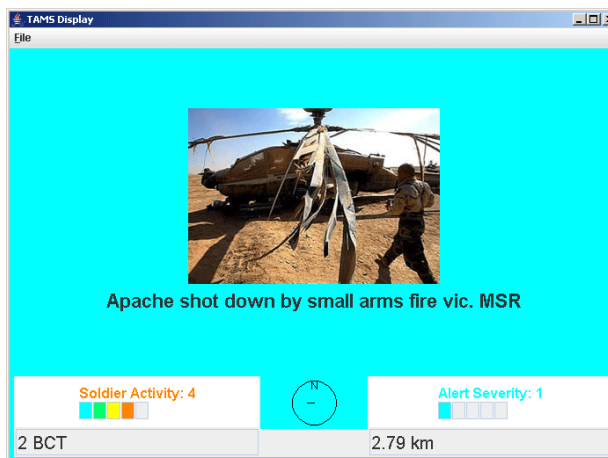 TAMS Display
File
Apache shot down by small arms fire vic. MSR
Soldier Activity: 4
N
Alert Severity: 1
2 BCT
2.79 km